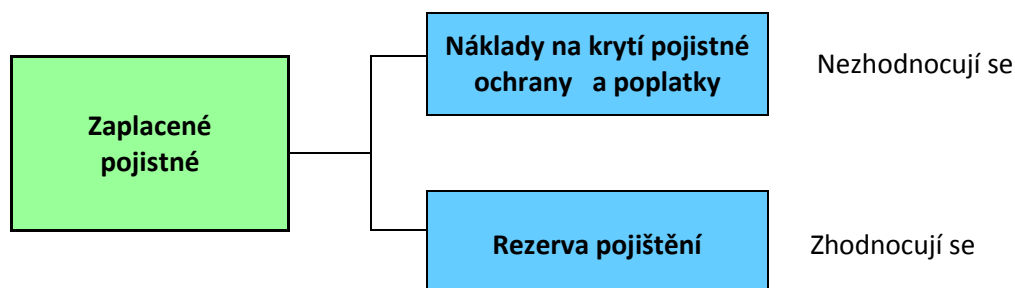 Zaplacené
pojistné
Náklady na krytí pojistné
ochrany a poplatky
Nezhodnocují se
Rezerva pojištění
Zhodnocují se